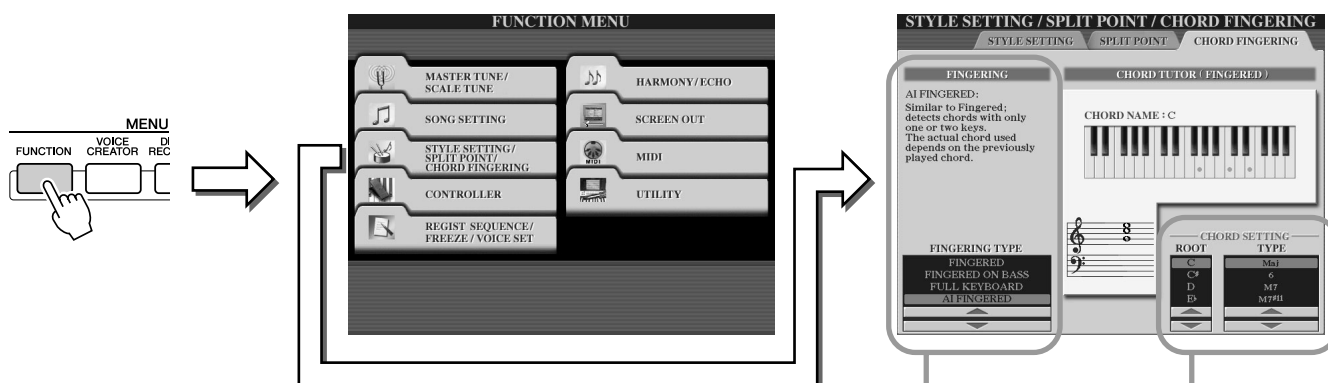 MENU
FUNCTION
VOICE
CREATOR
FUNCTION MENU
MASTER TUNE/
SCALE TUNE
SONG SETTING
STYLE SETTING/
SPLIT POINT/
CHORD FINGERING
CONTROLLER
REGIST SEQUENCE/
FREEZE/VOICE SET
HARMONY/ECHO
SCREEN OUT
MIDI
MIDI
UTILITY
STYLE SETTING / SPLIT POINT / CHORD FINGERING
STYLE SETTING
SPLIT POINT
CHORD FINGERING
FINGERING
AI FINGERED:
Similar to Fingered;
detects chords with only
one or two keys.
The actual chord used
depends on the previously
played chord.
FINGERING TYPE
FINGERED
FINGERED ON BASS
FULL KEYBOARD
AI FINGERED
CHORD TUTOR ( FINGERED )
CHORD NAME : C
CHORD SETTING
ROOT TYPE
C Maj
C# 6
D M7
E♭ M7#11